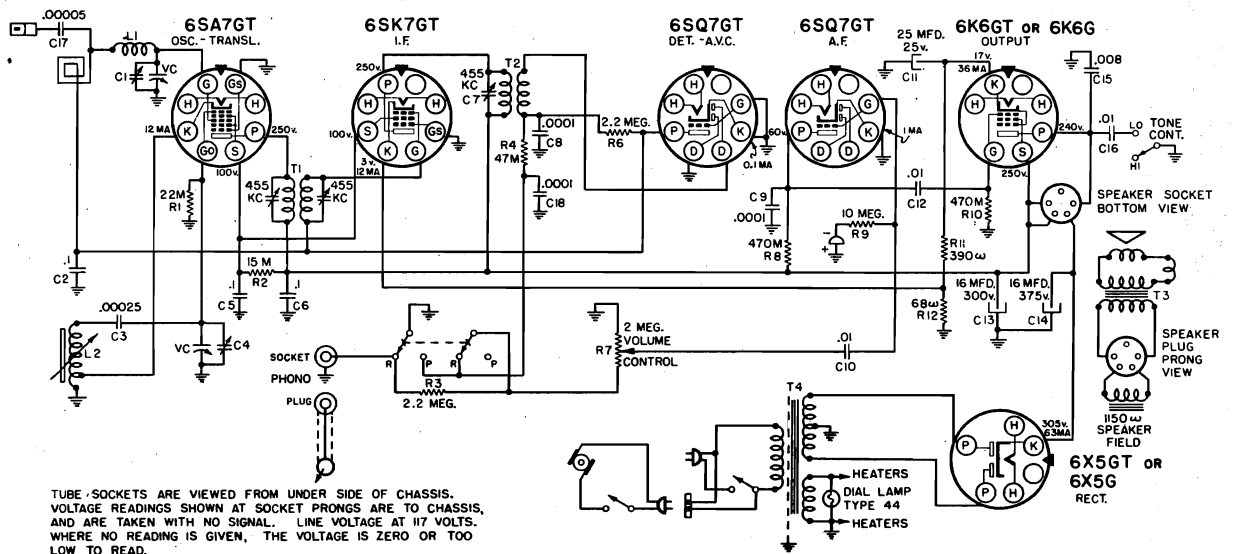 6SA7GT
OSC.-TRANSL.
6SK7GT
I.F.
6SQ7GT
DET.-A.V.C.
6SQ7GT
A.F.
6K6GT OR 6K6G
OUTPUT
.00005
C17
L1
C1
VC
G
GS
H
H
K
P
GO
S
12 MA
250v.
100v.
22M
R1
455
KC
T1
455
KC
250v.
P
H
H
S
GS
K
G
100v.
3v.
12MA
T2
455
KC
C7
.0001
C8
R4
47M
.0001
C18
2.2 MEG.
R6
H
G
H
P
K
D
D
0.1 MA
60v.
H
G
H
P
K
D
D
1 MA
25 MFD.
25v.
C11
17v.
36MA
K
H
H
P
G
S
240v.
250v.
.008
C15
.01
C16
LO
TONE
CONT.
HI
SPEAKER SOCKET
BOTTOM VIEW
C9
.0001
.01
C12
470M
R10
10 MEG.
R9
-
+
470M
R8
R11
390ω
68ω
R12
16 MFD.
300v.
C13
16 MFD.
375v.
C14
T3
SPEAKER
PLUG
PRONG
VIEW
1150ω
SPEAKER
FIELD
.1
C2
15 M
R2
.1
C5
.1
C6
.00025
C3
L2
VC
C4
SOCKET
PHONO
PLUG
R
P
R
P
R3
2.2 MEG.
R7
2 MEG.
VOLUME
CONTROL
.01
C10
T4
HEATERS
DIAL LAMP
TYPE 44
HEATERS
305v.
63MA
H
P
K
P
H
6X5GT OR
6X5G
RECT.
TUBE SOCKETS ARE VIEWED FROM UNDER SIDE OF CHASSIS.
VOLTAGE READINGS SHOWN AT SOCKET PRONGS ARE TO CHASSIS,
AND ARE TAKEN WITH NO SIGNAL. LINE VOLTAGE AT 117 VOLTS.
WHERE NO READING IS GIVEN, THE VOLTAGE IS ZERO OR TOO
LOW TO READ.